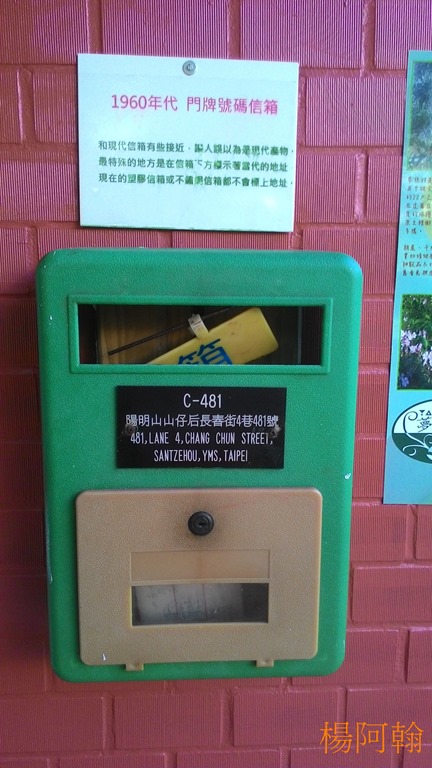 1960年代 門牌號碼信箱
和現代信箱有些接近，讓人誤以為是現代產物，
最特殊的地方是在信箱下方標示著當代的地址
現在的塑膠信箱或不鏽鋼信箱都不會標上地址．
箱
C-481
陽明山山仔后長春街4巷481號
481,LANE 4,CHANG CHUN STREET,
SANTZEHOU,YMS,TAIPEI
楊阿翰